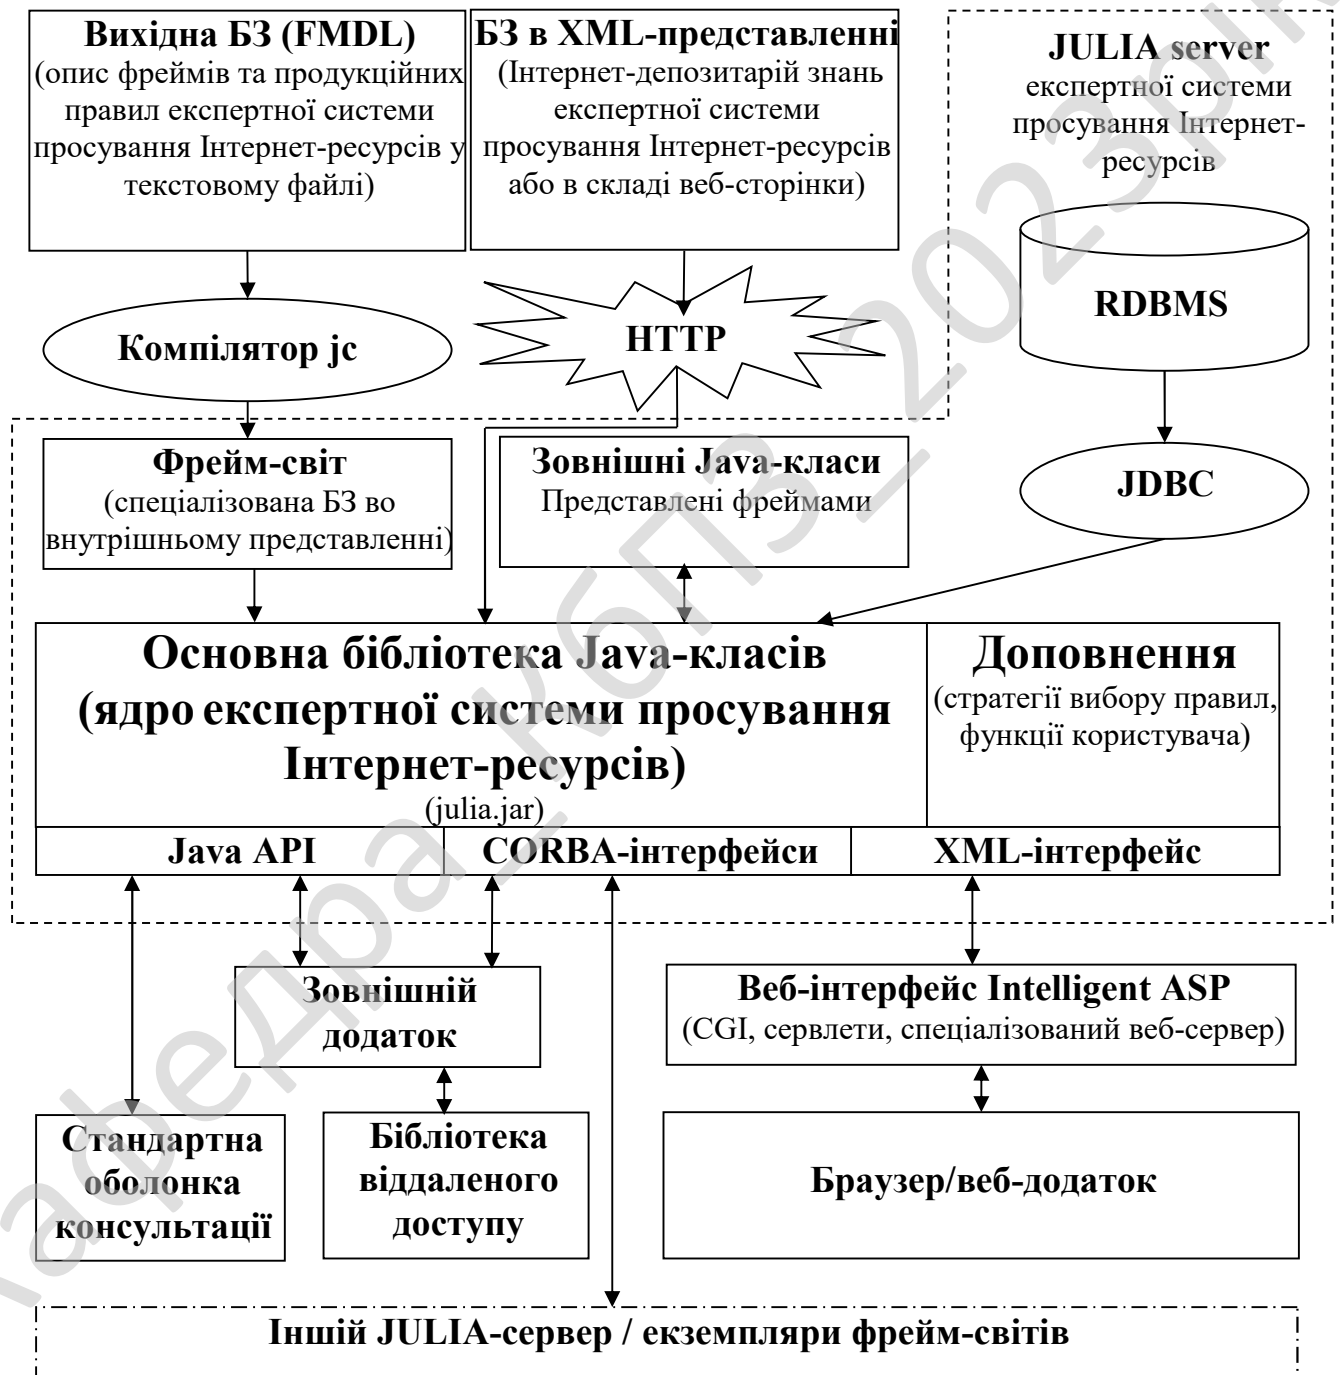 Вихідна БЗ (FMDL)
(опис фреймів та продукційних
правил експертної системи
просування Інтернет-ресурсів у
текстовому файлі)
БЗ в XML-представленні
(Інтернет-депозитарій знань
експертної системи
просування Інтернет-ресурсів
або в складі веб-сторінки)
JULIA server
експертної системи
просування Інтернет-
ресурсів
RDBMS
HTTP
Компілятор jc
JDBC
Фрейм-світ
(спеціалізована БЗ во
внутрішньому представленні)
Зовнішні Java-класи
Представлені фреймами
Основна бібліотека Java-класів
(ядро експертної системи просування
Інтернет-ресурсів)
(julia.jar)
Доповнення
(стратегії вибору правил,
функції користувача)
Java API
CORBA-інтерфейси
XML-інтерфейс
Зовнішній
додаток
Веб-інтерфейс Intelligent ASP
(CGI, сервлети, спеціалізований веб-сервер)
Стандартна
оболонка
консультації
Бібліотека
віддаленого
доступу
Браузер/веб-додаток
Іншій JULIA-сервер / екземпляри фрейм-світів
кафедра_КбПЗ_2023рік